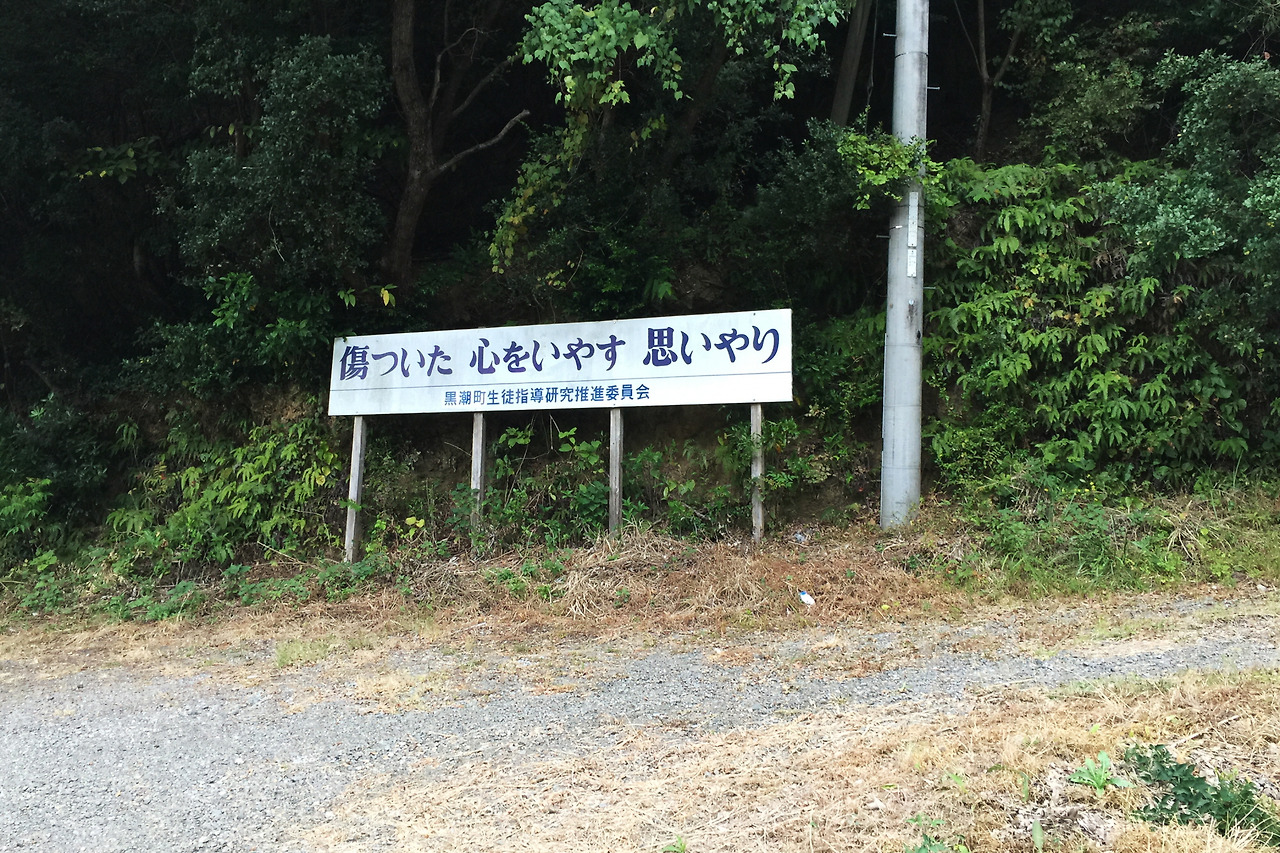 傷ついた 心をいやす 思いやり
黒潮町生徒指導研究推進委員会